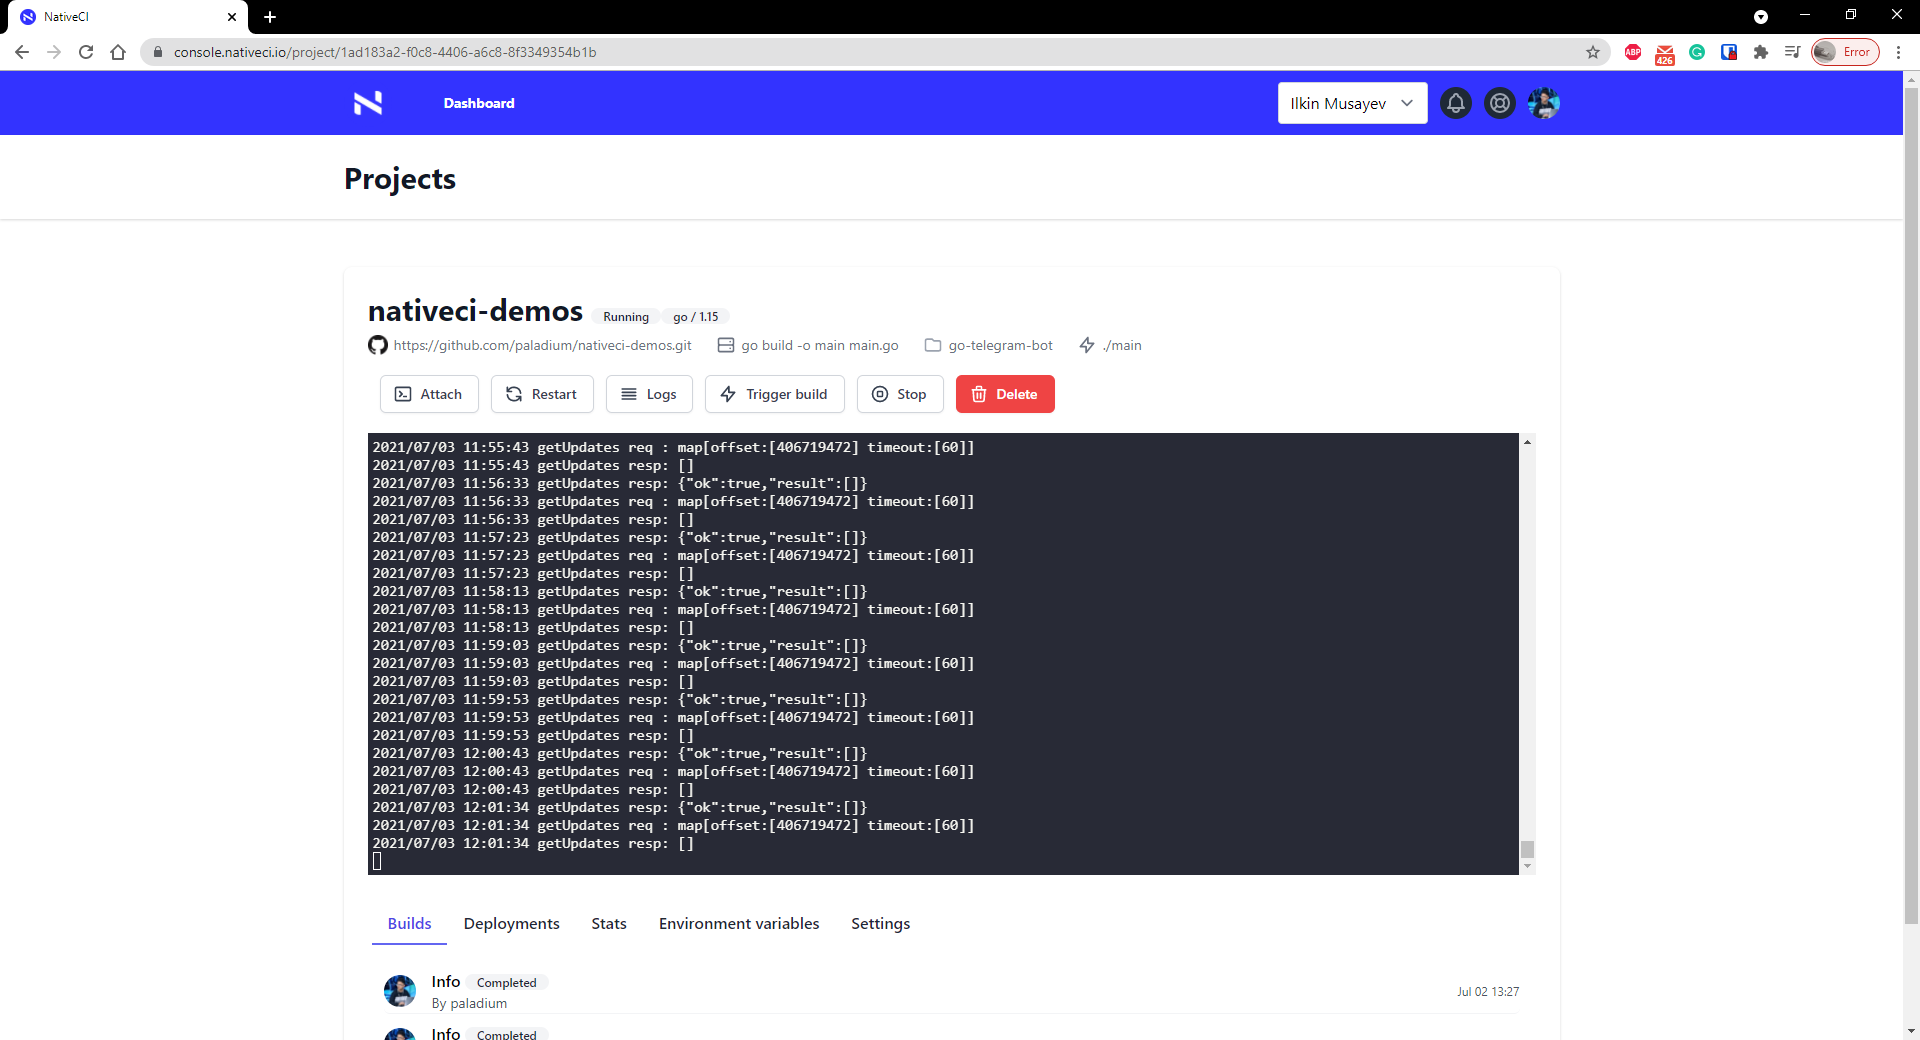 NativeCI
console.nativeci.io/project/1ad183a2-f0c8-4406-a6c8-8f3349354b1b
ABP
426
Error
Dashboard
Ilkin Musayev
Projects
nativeci-demos Running go / 1.15
https://github.com/paladium/nativeci-demos.git go build -o main main.go go-telegram-bot ./main
Attach Restart Logs Trigger build Stop Delete
2021/07/03 11:55:43 getUpdates req : map[offset:[406719472] timeout:[60]]
2021/07/03 11:55:43 getUpdates resp: []
2021/07/03 11:56:33 getUpdates resp: {"ok":true,"result":[]}
2021/07/03 11:56:33 getUpdates req : map[offset:[406719472] timeout:[60]]
2021/07/03 11:56:33 getUpdates resp: []
2021/07/03 11:57:23 getUpdates resp: {"ok":true,"result":[]}
2021/07/03 11:57:23 getUpdates req : map[offset:[406719472] timeout:[60]]
2021/07/03 11:57:23 getUpdates resp: []
2021/07/03 11:58:13 getUpdates resp: {"ok":true,"result":[]}
2021/07/03 11:58:13 getUpdates req : map[offset:[406719472] timeout:[60]]
2021/07/03 11:58:13 getUpdates resp: []
2021/07/03 11:59:03 getUpdates resp: {"ok":true,"result":[]}
2021/07/03 11:59:03 getUpdates req : map[offset:[406719472] timeout:[60]]
2021/07/03 11:59:03 getUpdates resp: []
2021/07/03 11:59:53 getUpdates resp: {"ok":true,"result":[]}
2021/07/03 11:59:53 getUpdates req : map[offset:[406719472] timeout:[60]]
2021/07/03 11:59:53 getUpdates resp: []
2021/07/03 12:00:43 getUpdates resp: {"ok":true,"result":[]}
2021/07/03 12:00:43 getUpdates req : map[offset:[406719472] timeout:[60]]
2021/07/03 12:00:43 getUpdates resp: []
2021/07/03 12:01:34 getUpdates resp: {"ok":true,"result":[]}
2021/07/03 12:01:34 getUpdates req : map[offset:[406719472] timeout:[60]]
2021/07/03 12:01:34 getUpdates resp: []
Builds Deployments Stats Environment variables Settings
Info Completed
By paladium
Jul 02 13:27
Info Completed